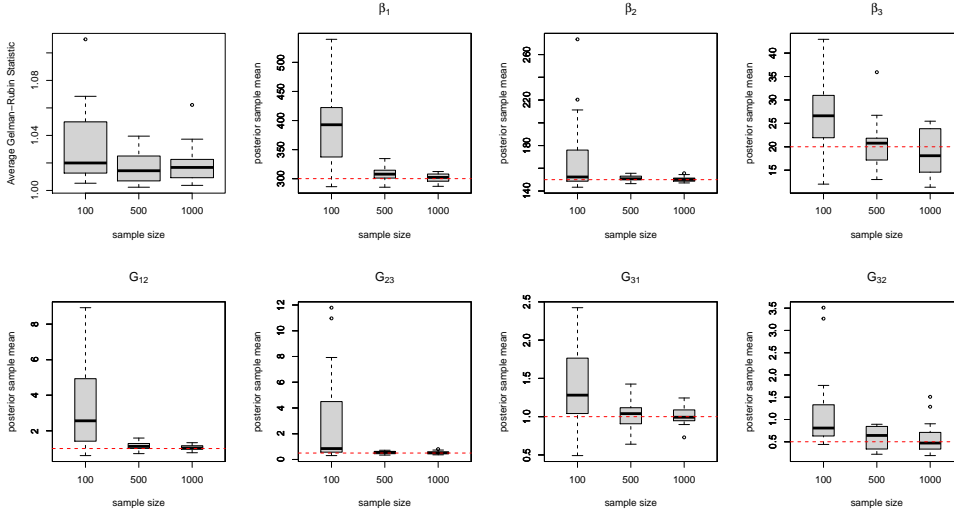 β1
β2
β3
Average Gelman−Rubin Statistic
1.00 1.04 1.08
100 500 1000
sample size
posterior sample mean
300 350 400 450 500
100 500 1000
sample size
posterior sample mean
140 180 220 260
100 500 1000
sample size
posterior sample mean
15 20 25 30 35 40
100 500 1000
sample size
G12
G23
G31
G32
posterior sample mean
2 4 6 8
100 500 1000
sample size
posterior sample mean
0 2 4 6 8 10 12
100 500 1000
sample size
posterior sample mean
0.5 1.0 1.5 2.0 2.5
100 500 1000
sample size
posterior sample mean
0.5 1.0 1.5 2.0 2.5 3.0 3.5
100 500 1000
sample size